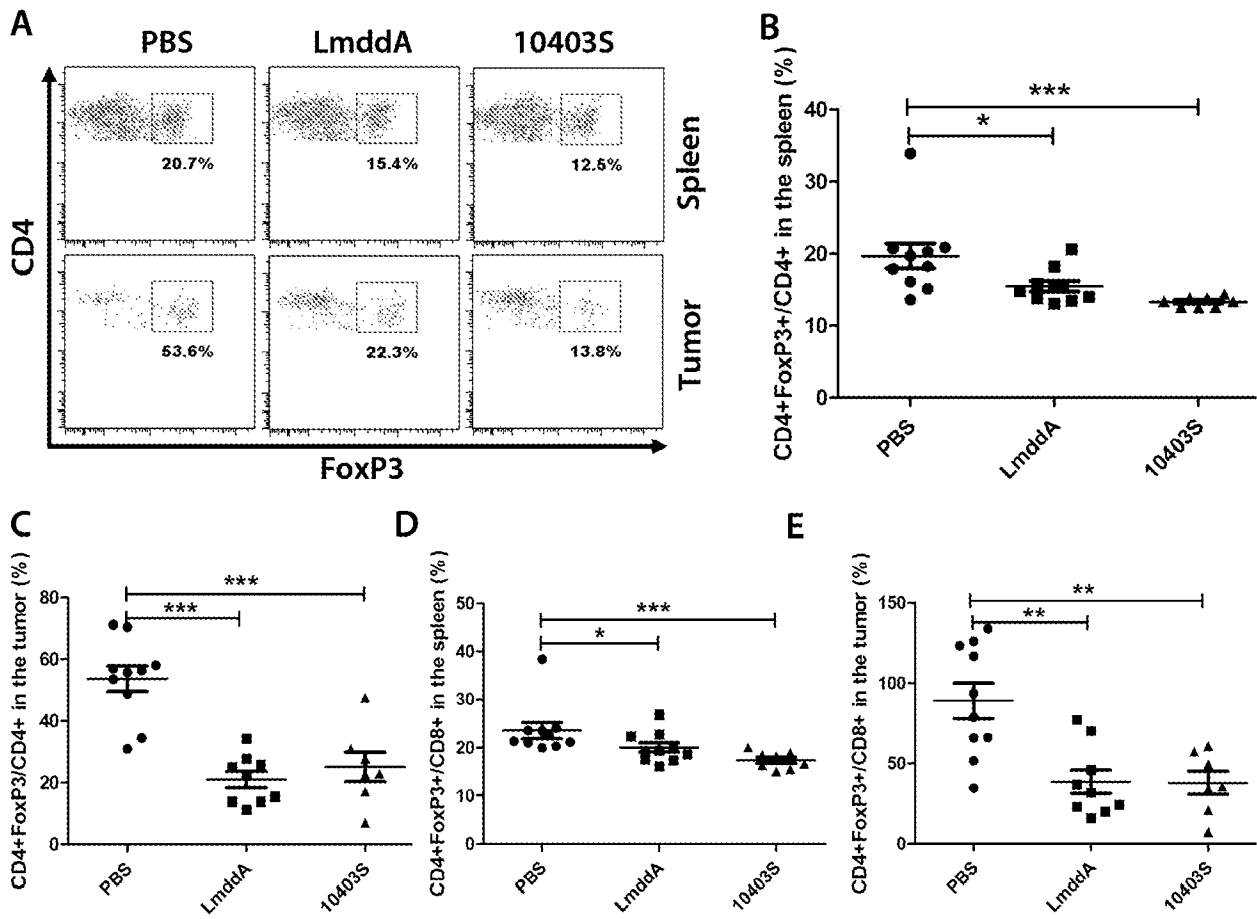 A
PBS
LmddA
10403S
20.7%
15.4%
12.5%
Spleen
53.6%
22.3%
13.8%
Tumor
CD4
FoxP3
B
CD4+FoxP3+/CD4+ in the spleen (%)
40
30
20
10
0
***
*
PBS
LmddA
10403S
C
CD4+FoxP3/CD4+ in the tumor (%)
80
60
40
20
0
***
***
PBS
LmddA
10403S
D
CD4+FoxP3+/CD8+ in the spleen (%)
50
40
30
20
10
0
***
*
PBS
LmddA
10403S
E
CD4+FoxP3+/CD8+ in the tumor (%)
150
100
50
0
**
**
PBS
LmddA
10403S